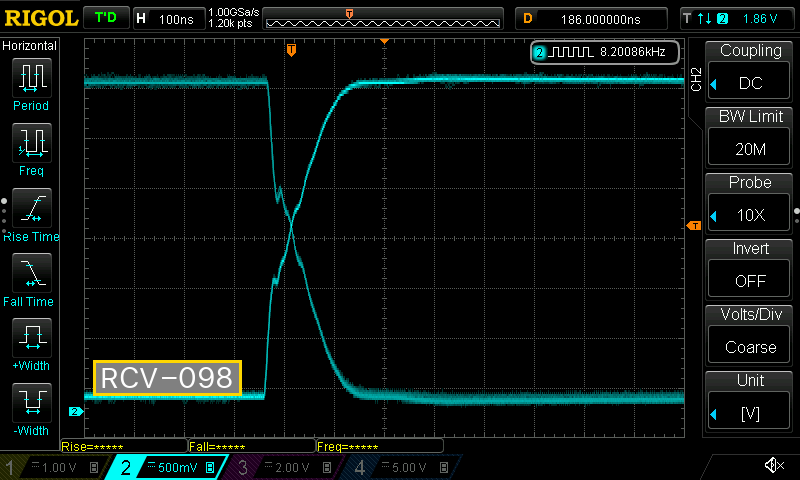 RIGOL T'D H 100ns 1.00GSa/s D 186.000000ns T 2 1.86 V
1.20k pts
T
Horizontal
Period
Freq
Rise Time
Fall Time
+Width
-Width
T
2 8.20086kHz
T
RCV-098
2
CH2
Coupling
DC
BW Limit
20M
Probe
10X
Invert
OFF
Volts/Div
Coarse
Unit
[V]
Rise=***** Fall=***** Freq=*****
1 1.00 V B 2 500mV B 3 2.00 V B 4 5.00 V B